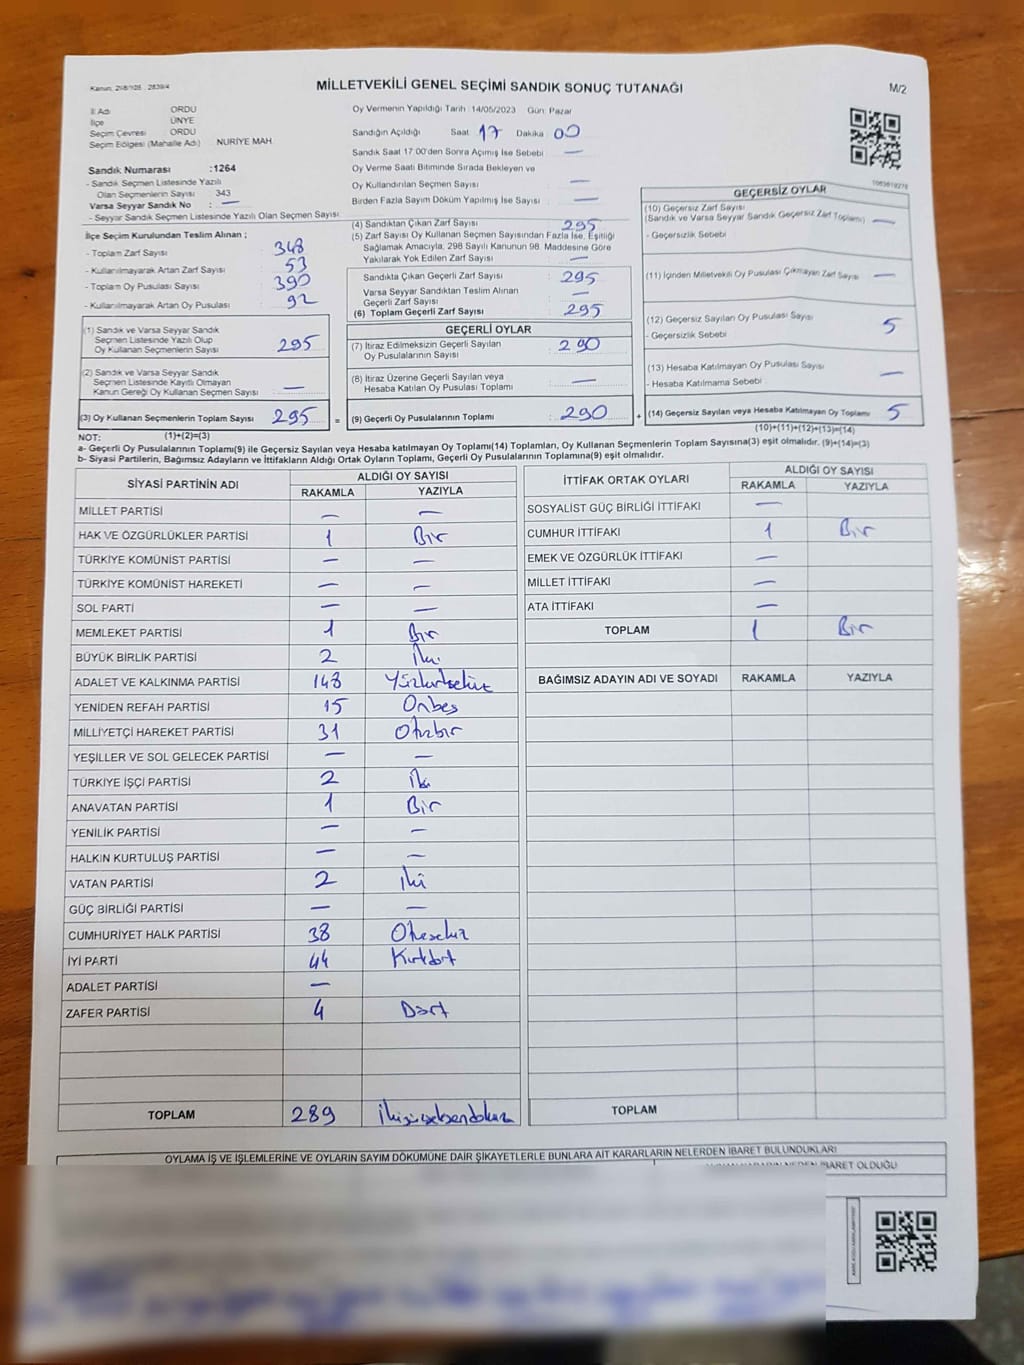 Kanun, 298/105 , 2839/4
MİLLETVEKİLİ GENEL SEÇİMİ SANDIK SONUÇ TUTANAĞI
M/2
İl Adı ORDU
İlçe ÜNYE
Seçim Çevresi ORDU
Seçim Bölgesi (Mahalle Adı) NURİYE MAH.
Sandık Numarası :1264
- Sandık Seçmen Listesinde Yazılı
Olan Seçmenlerin Sayısı 343
Varsa Seyyar Sandık No : —
- Seyyar Sandık Seçmen Listesinde Yazılı Olan Seçmen Sayısı
Oy Vermenin Yapıldığı Tarih :14/05/2023 Gün: Pazar
Sandığın Açıldığı Saat 17 Dakika 00
Sandık Saat 17:00'den Sonra Açımış İse Sebebi —
Oy Verme Saati Bitiminde Sırada Bekleyen ve
Oy Kullandırılan Seçmen Sayısı —
Birden Fazla Sayım Döküm Yapılmış İse Sayısı —
İlçe Seçim Kurulundan Teslim Alınan ;
- Toplam Zarf Sayısı 348
- Kullanılmayarak Artan Zarf Sayısı 53
- Toplam Oy Pusulası Sayısı 390
- Kullanılmayarak Artan Oy Pusulası 92
(4) Sandıktan Çıkan Zarf Sayısı 295
(5) Zarf Sayısı Oy Kullanan Seçmen Sayısından Fazla İse, Eşitliği
Sağlamak Amacıyla, 298 Sayılı Kanunun 98. Maddesine Göre
Yakılarak Yok Edilen Zarf Sayısı —
Sandıkta Çıkan Geçerli Zarf Sayısı 295
Varsa Seyyar Sandıktan Teslim Alınan
Geçerli Zarf Sayısı —
(6) Toplam Geçerli Zarf Sayısı 295
GEÇERSİZ OYLAR
(10) Geçersiz Zarf Sayısı
(Sandık ve Varsa Seyyar Sandık Geçersiz Zarf Toplamı) —
- Geçersizlik Sebebi
(11) İçinden Milletvekili Oy Pusulası Çıkmayan Zarf Sayısı —
(12) Geçersiz Sayılan Oy Pusulası Sayısı 5
- Geçersizlik Sebebi
(13) Hesaba Katılmayan Oy Pusulası Sayısı —
- Hesaba Katılmama Sebebi
(14) Geçersiz Sayılan veya Hesaba Katılmayan Oy Toplamı 5
(10)+(11)+(12)+(13)=(14)
(1) Sandık ve Varsa Seyyar Sandık
Seçmen Listesinde Yazılı Olup
Oy Kullanan Seçmenlerin Sayısı 295
(2) Sandık ve Varsa Seyyar Sandık
Seçmen Listesinde Kayıtlı Olmayan
Kanun Gereği Oy Kullanan Seçmen Sayısı —
(3) Oy Kullanan Seçmenlerin Toplam Sayısı 295 =
(1)+(2)=(3)
GEÇERLİ OYLAR
(7) İtiraz Edilmeksizin Geçerli Sayılan
Oy Pusulalarının Sayısı 290
(8) İtiraz Üzerine Geçerli Sayılan veya
Hesaba Katılan Oy Pusulası Toplamı —
(9) Geçerli Oy Pusulalarının Toplamı : 290 +
NOT:
a- Geçerli Oy Pusulalarının Toplamı(9) ile Geçersiz Sayılan veya Hesaba katılmayan Oy Toplamı(14) Toplamları, Oy Kullanan Seçmenlerin Toplam Sayısına(3) eşit olmalıdır. (9)+(14)=(3)
b- Siyasi Partilerin, Bağımsız Adayların ve İttifakların Aldığı Ortak Oyların Toplamı, Geçerli Oy Pusulalarının Toplamına(9) eşit olmalıdır.
SİYASİ PARTİNİN ADI ALDIĞI OY SAYISI
RAKAMLA YAZIYLA
MİLLET PARTİSİ — —
HAK VE ÖZGÜRLÜKLER PARTİSİ 1 Bir
TÜRKİYE KOMÜNİST PARTİSİ — —
TÜRKİYE KOMÜNİST HAREKETİ — —
SOL PARTİ — —
MEMLEKET PARTİSİ 1 Bir
BÜYÜK BİRLİK PARTİSİ 2 İki
ADALET VE KALKINMA PARTİSİ 148 Yüzkırksekiz
YENİDEN REFAH PARTİSİ 15 Onbeş
MİLLİYETÇİ HAREKET PARTİSİ 31 Otuzbir
YEŞİLLER VE SOL GELECEK PARTİSİ — —
TÜRKİYE İŞÇİ PARTİSİ 2 İki
ANAVATAN PARTİSİ 1 Bir
YENİLİK PARTİSİ — —
HALKIN KURTULUŞ PARTİSİ — —
VATAN PARTİSİ 2 İki
GÜÇ BİRLİĞİ PARTİSİ — —
CUMHURİYET HALK PARTİSİ 38 Otuzsekiz
İYİ PARTİ 44 Kırkdört
ADALET PARTİSİ —
ZAFER PARTİSİ 4 Dört
TOPLAM 289 İkiyüzseksendokuz
İTTİFAK ORTAK OYLARI ALDIĞI OY SAYISI
RAKAMLA YAZIYLA
SOSYALİST GÜÇ BİRLİĞİ İTTİFAKI —
CUMHUR İTTİFAKI 1 Bir
EMEK VE ÖZGÜRLÜK İTTİFAKI —
MİLLET İTTİFAKI —
ATA İTTİFAKI —
TOPLAM 1 Bir
BAĞIMSIZ ADAYIN ADI VE SOYADI RAKAMLA YAZIYLA
TOPLAM
OYLAMA İŞ VE İŞLEMLERİNE VE OYLARIN SAYIM DÖKÜMÜNE DAİR ŞİKAYETLERLE BUNLARA AİT KARARLARIN NELERDEN İBARET BULUNDUKLARI
İBARET OLDUĞU